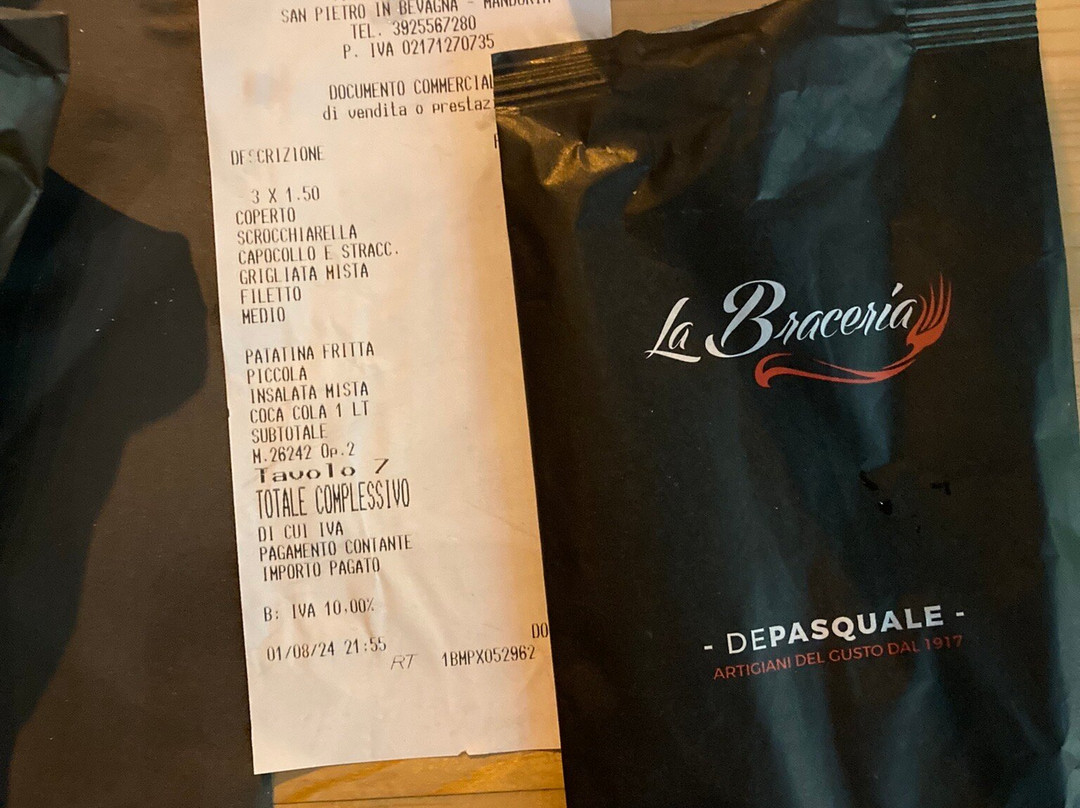 SAN PIETRO IN BEVAGNA - MANDURIA
TEL. 3925567280
P. IVA 02171270735
DOCUMENTO COMMERCIAL
di vendita o prestaz
DESCRIZIONE
3 X 1.50
COPERTO
SCROCCHIARELLA
CAPOCOLLO E STRACC.
GRIGLIATA MISTA
FILETTO
MEDIO
PATATINA FRITTA
PICCOLA
INSALATA MISTA
COCA COLA 1 LT
SUBTOTALE
M.26242 Op.2
Tavolo 7
TOTALE COMPLESSIVO
DI CUI IVA
PAGAMENTO CONTANTE
IMPORTO PAGATO
B: IVA 10,00%
DO
01/08/24 21:55
RT 1BMPX052962
La Braceria
- DEPASQUALE -
ARTIGIANI DEL GUSTO DAL 1917